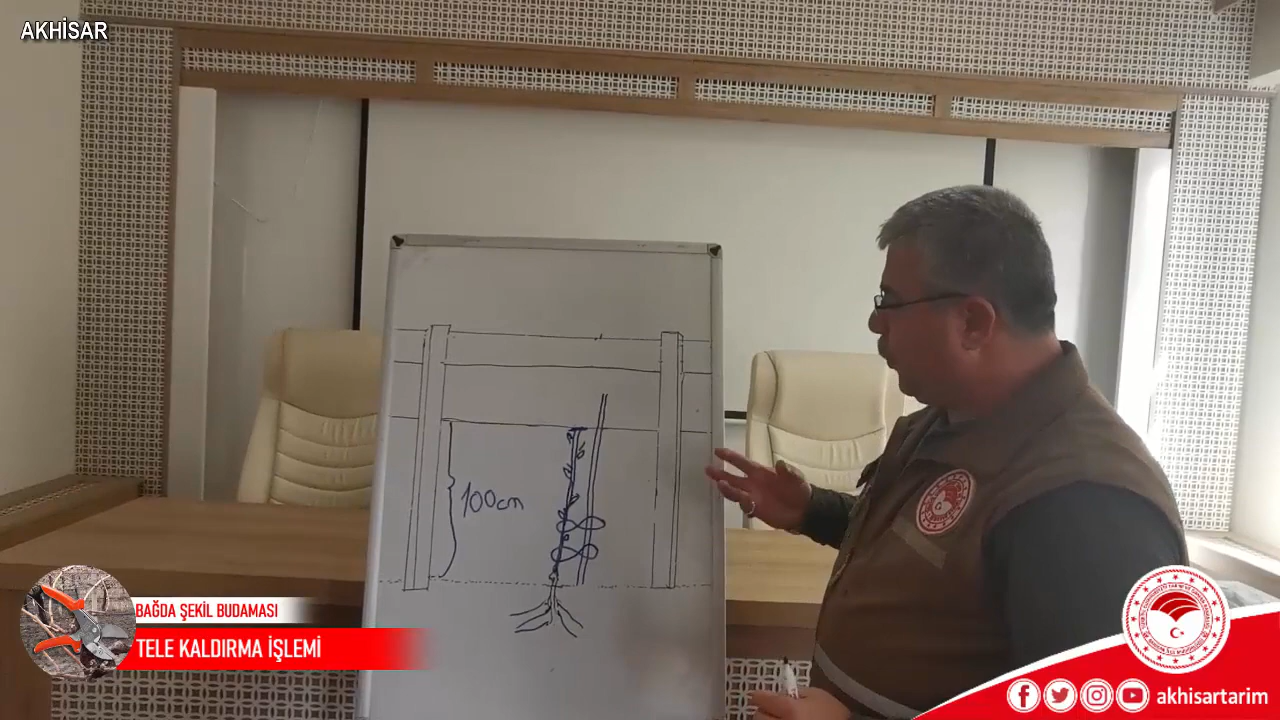 AKHİSAR
100cm
BAĞDA ŞEKİL BUDAMASI
TELE KALDIRMA İŞLEMİ
akhisartarim